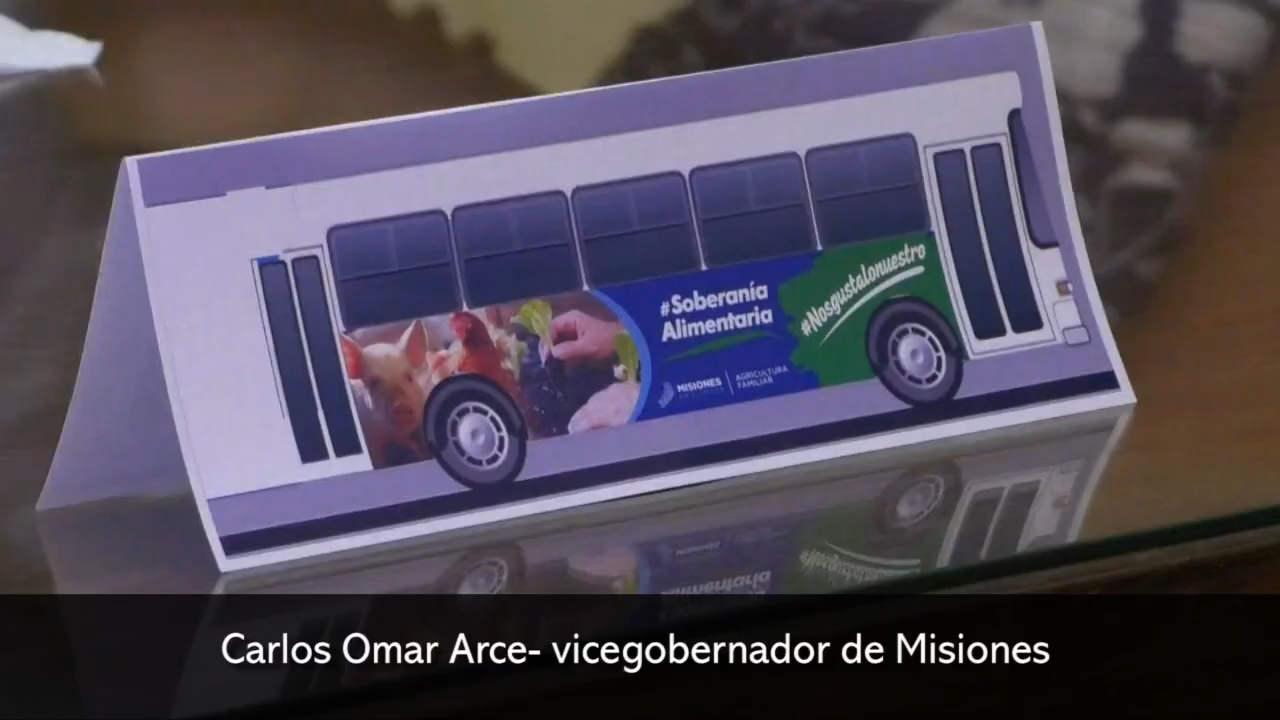 #Soberanía
Alimentaria
#Nosgustalonuestro
MISIONES
AGRICULTURA
FAMILIAR
Carlos Omar Arce- vicegobernador de Misiones